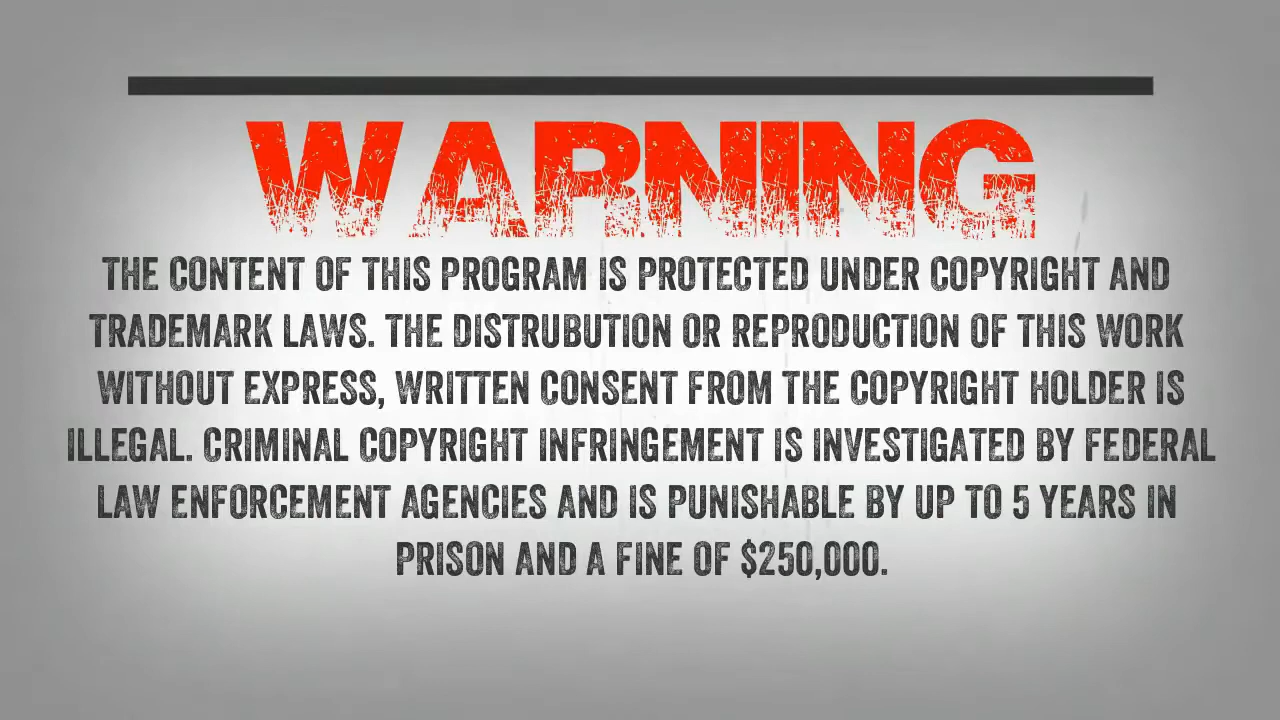 WARNING
THE CONTENT OF THIS PROGRAM IS PROTECTED UNDER COPYRIGHT AND
TRADEMARK LAWS. THE DISTRUBUTION OR REPRODUCTION OF THIS WORK
WITHOUT EXPRESS, WRITTEN CONSENT FROM THE COPYRIGHT HOLDER IS
ILLEGAL. CRIMINAL COPYRIGHT INFRINGEMENT IS INVESTIGATED BY FEDERAL
LAW ENFORCEMENT AGENCIES AND IS PUNISHABLE BY UP TO 5 YEARS IN
PRISON AND A FINE OF $250,000.